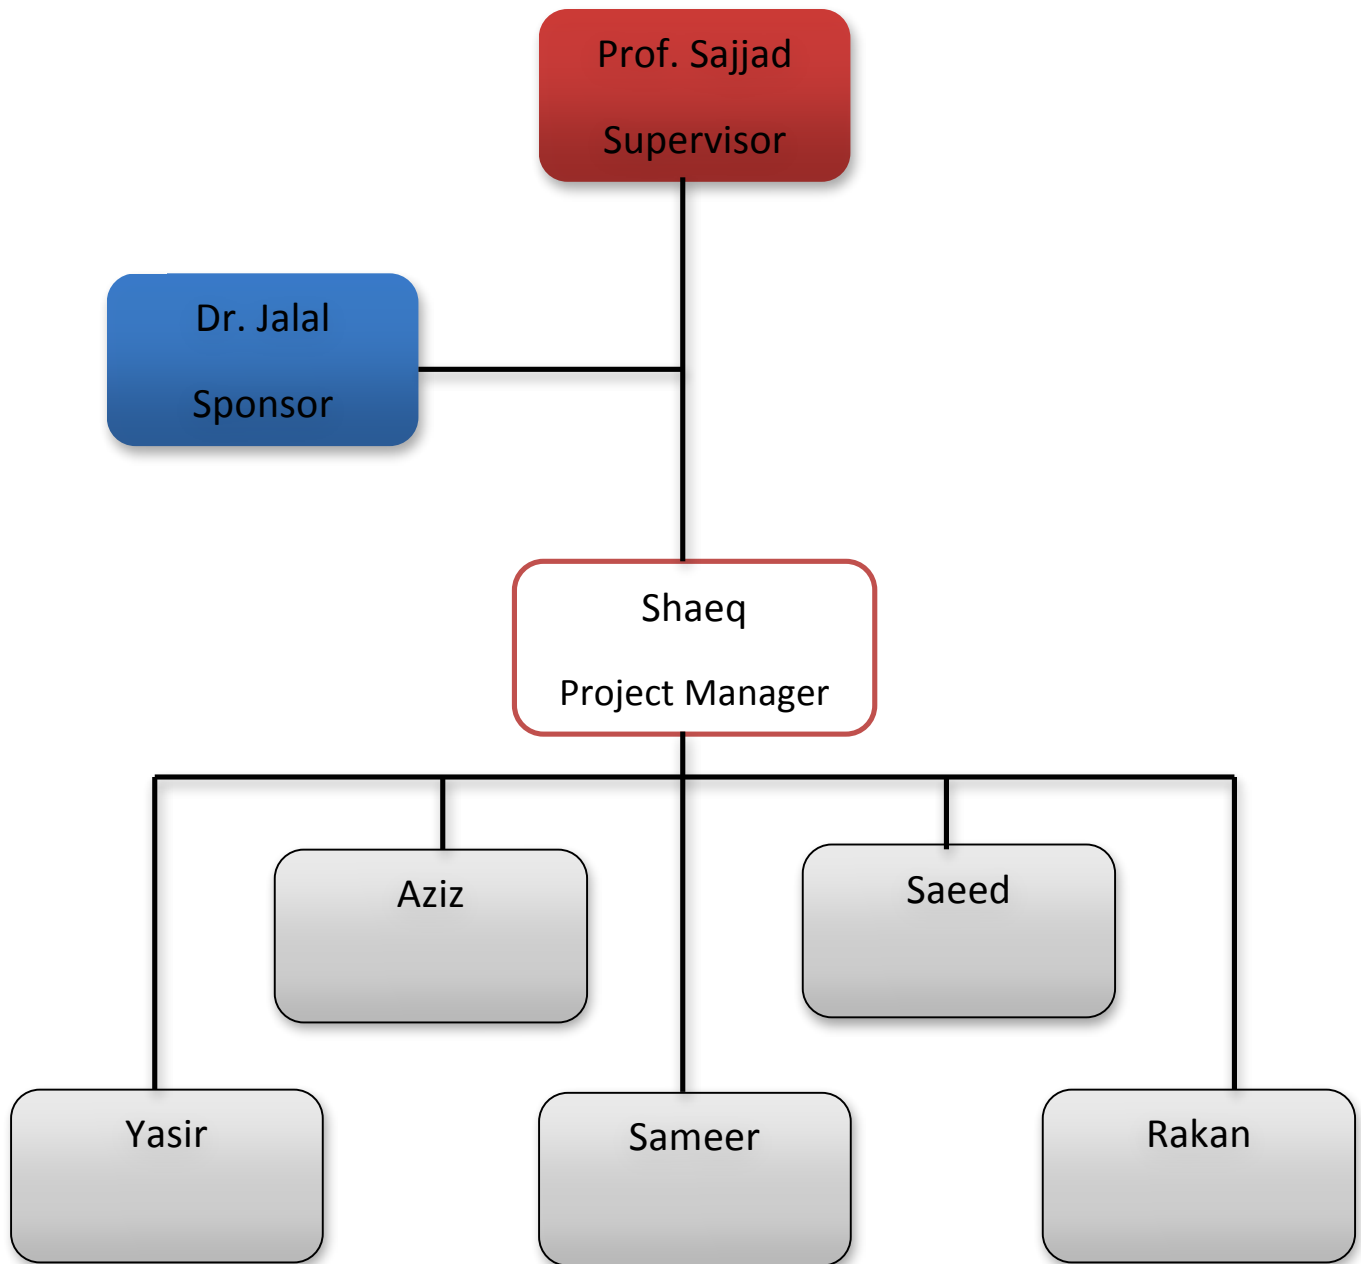 Prof. Sajjad
Supervisor
Dr. Jalal
Sponsor
Shaeq
Project Manager
Aziz
Saeed
Yasir
Sameer
Rakan